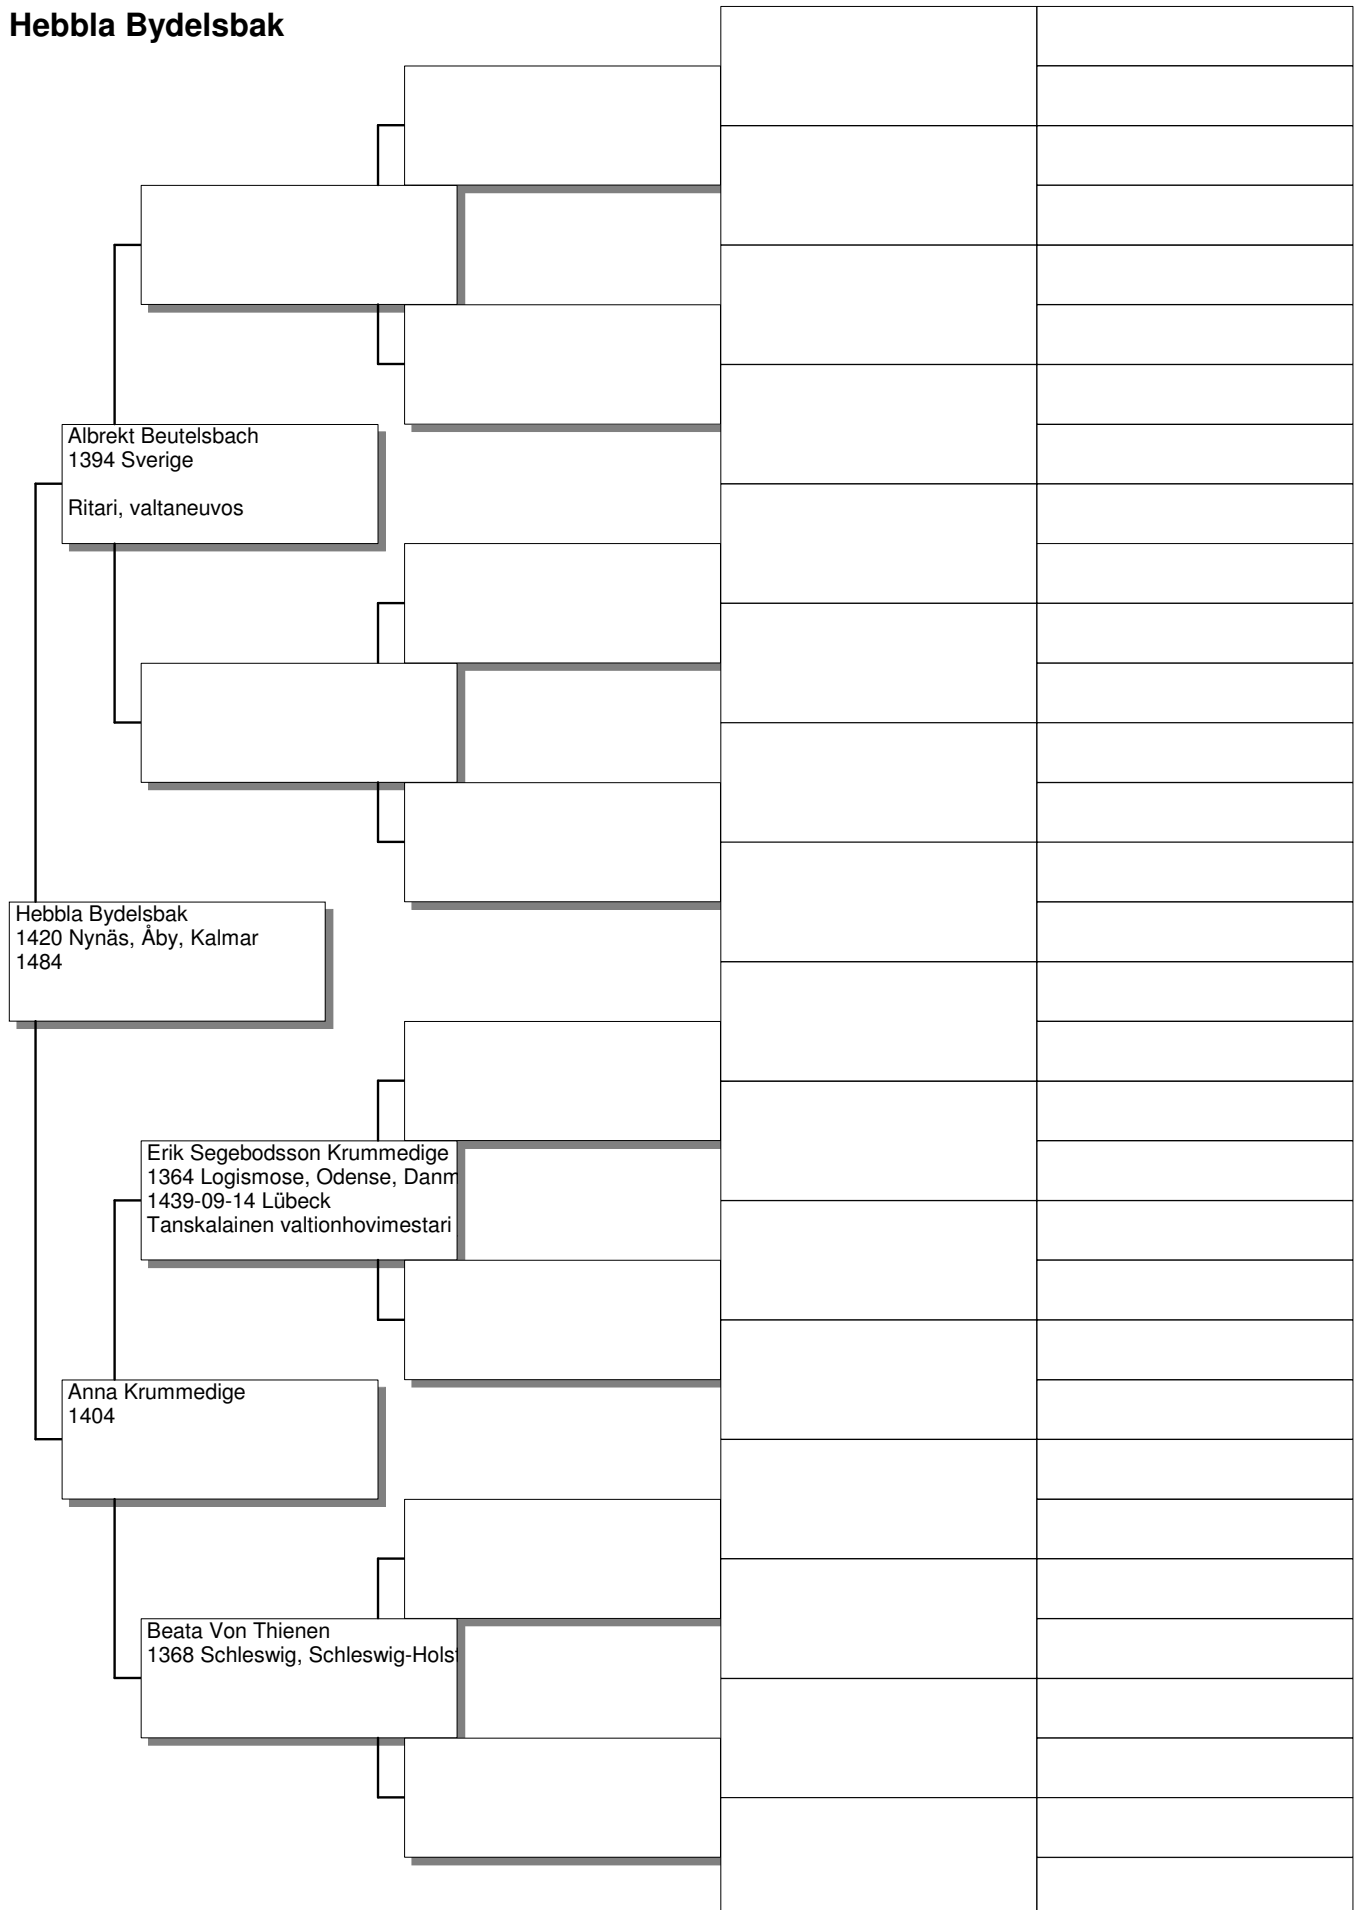 Hebbla Bydelsbak
Albrekt Beutelsbach
1394 Sverige
Ritari, valtaneuvos
Hebbla Bydelsbak
1420 Nynäs, Åby, Kalmar
1484
Erik Segebodsson Krummedige
1364 Logismose, Odense, Danm
1439-09-14 Lübeck
Tanskalainen valtionhovimestari
Anna Krummedige
1404
Beata Von Thienen
1368 Schleswig, Schleswig-Hols